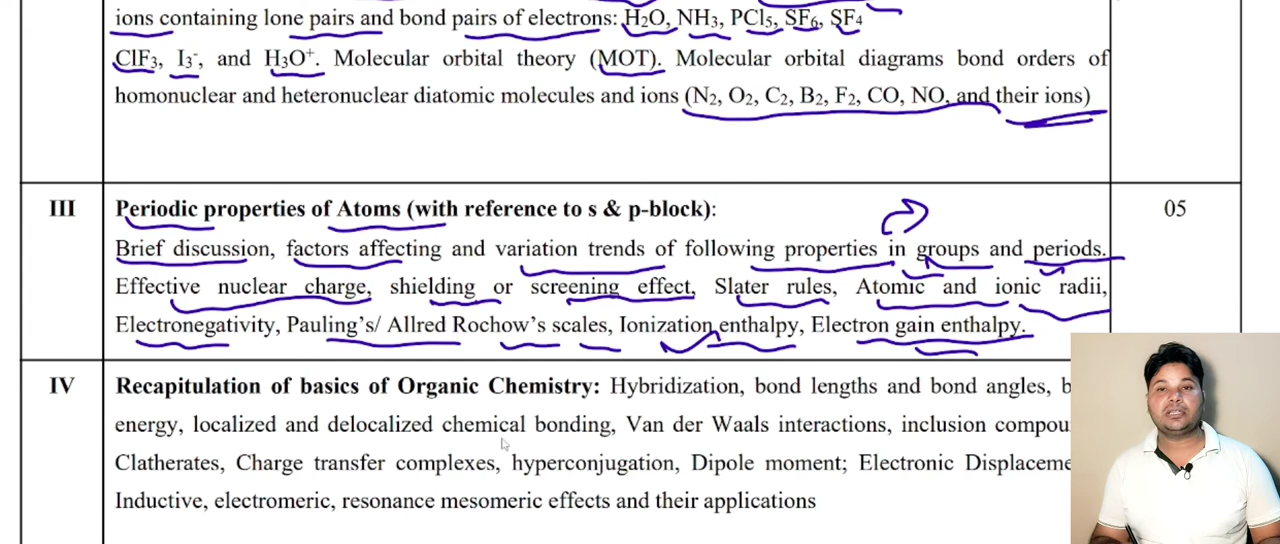 ions containing lone pairs and bond pairs of electrons: H₂O, NH₃, PCl₅, SF₆, SF₄
ClF₃, I₃⁻, and H₃O⁺. Molecular orbital theory (MOT). Molecular orbital diagrams bond orders of
homonuclear and heteronuclear diatomic molecules and ions (N₂, O₂, C₂, B₂, F₂, CO, NO, and their ions)
III
Periodic properties of Atoms (with reference to s & p-block):
05
Brief discussion, factors affecting and variation trends of following properties in groups and periods.
Effective nuclear charge, shielding or screening effect, Slater rules, Atomic and ionic radii,
Electronegativity, Pauling's/ Allred Rochow's scales, Ionization enthalpy, Electron gain enthalpy.
IV
Recapitulation of basics of Organic Chemistry: Hybridization, bond lengths and bond angles,
energy, localized and delocalized chemical bonding, Van der Waals interactions, inclusion
Clatherates, Charge transfer complexes, hyperconjugation, Dipole moment; Electronic
Inductive, electromeric, resonance mesomeric effects and their applications